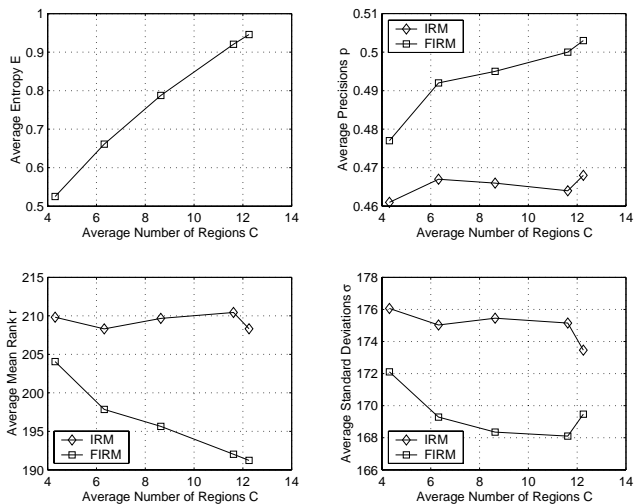 1
0.9
0.8
0.7
0.6
0.5
Average Entropy E
4 6 8 10 12 14
Average Number of Regions C
0.51
0.5
0.49
0.48
0.47
0.46
Average Precisions p
IRM
FIRM
4 6 8 10 12 14
Average Number of Regions C
215
210
205
200
195
190
Average Mean Rank r
IRM
FIRM
4 6 8 10 12 14
Average Number of Regions C
178
176
174
172
170
168
166
Average Standard Deviations σ
IRM
FIRM
4 6 8 10 12 14
Average Number of Regions C